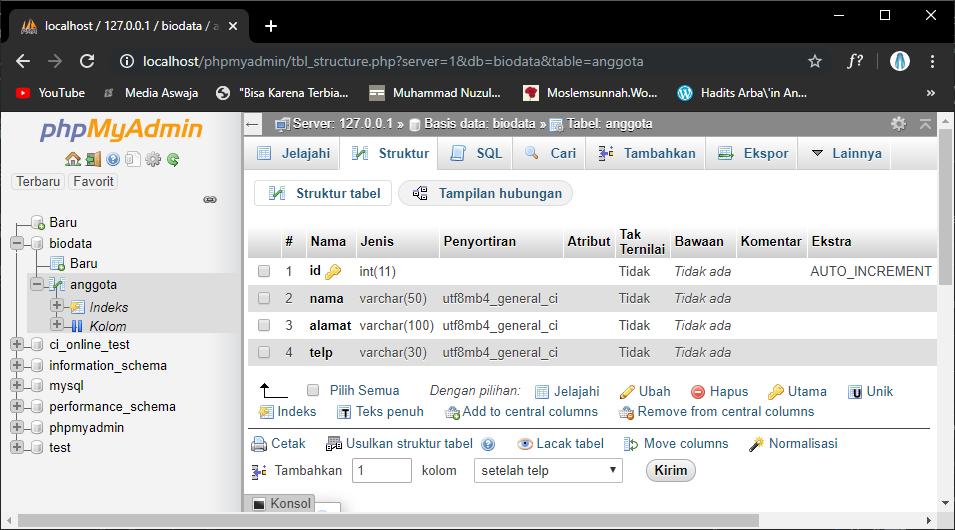 localhost / 127.0.0.1 / biodata / a
localhost/phpmyadmin/tbl_structure.php?server=1&db=biodata&table=anggota
f?
YouTube Media Aswaja "Bisa Karena Terbia... Muhammad Nuzul... Moslemsunnah.Wo... Hadits Arba\'in An... »
phpMyAdmin
Terbaru Favorit
Baru
biodata
Baru
anggota
Indeks
Kolom
ci_online_test
information_schema
mysql
performance_schema
phpmyadmin
test
Server: 127.0.0.1 » Basis data: biodata » Tabel: anggota
Jelajahi Struktur SQL Cari Tambahkan Ekspor Lainnya
Struktur tabel Tampilan hubungan
# Nama Jenis Penyortiran Atribut Tak Ternilai Bawaan Komentar Ekstra
1 id int(11) Tidak Tidak ada AUTO_INCREMENT
2 nama varchar(50) utf8mb4_general_ci Tidak Tidak ada
3 alamat varchar(100) utf8mb4_general_ci Tidak Tidak ada
4 telp varchar(30) utf8mb4_general_ci Tidak Tidak ada
Pilih Semua Dengan pilihan: Jelajahi Ubah Hapus Utama Unik
Indeks Teks penuh Add to central columns Remove from central columns
Cetak Usulkan struktur tabel Lacak tabel Move columns Normalisasi
Tambahkan 1 kolom setelah telp Kirim
Konsol